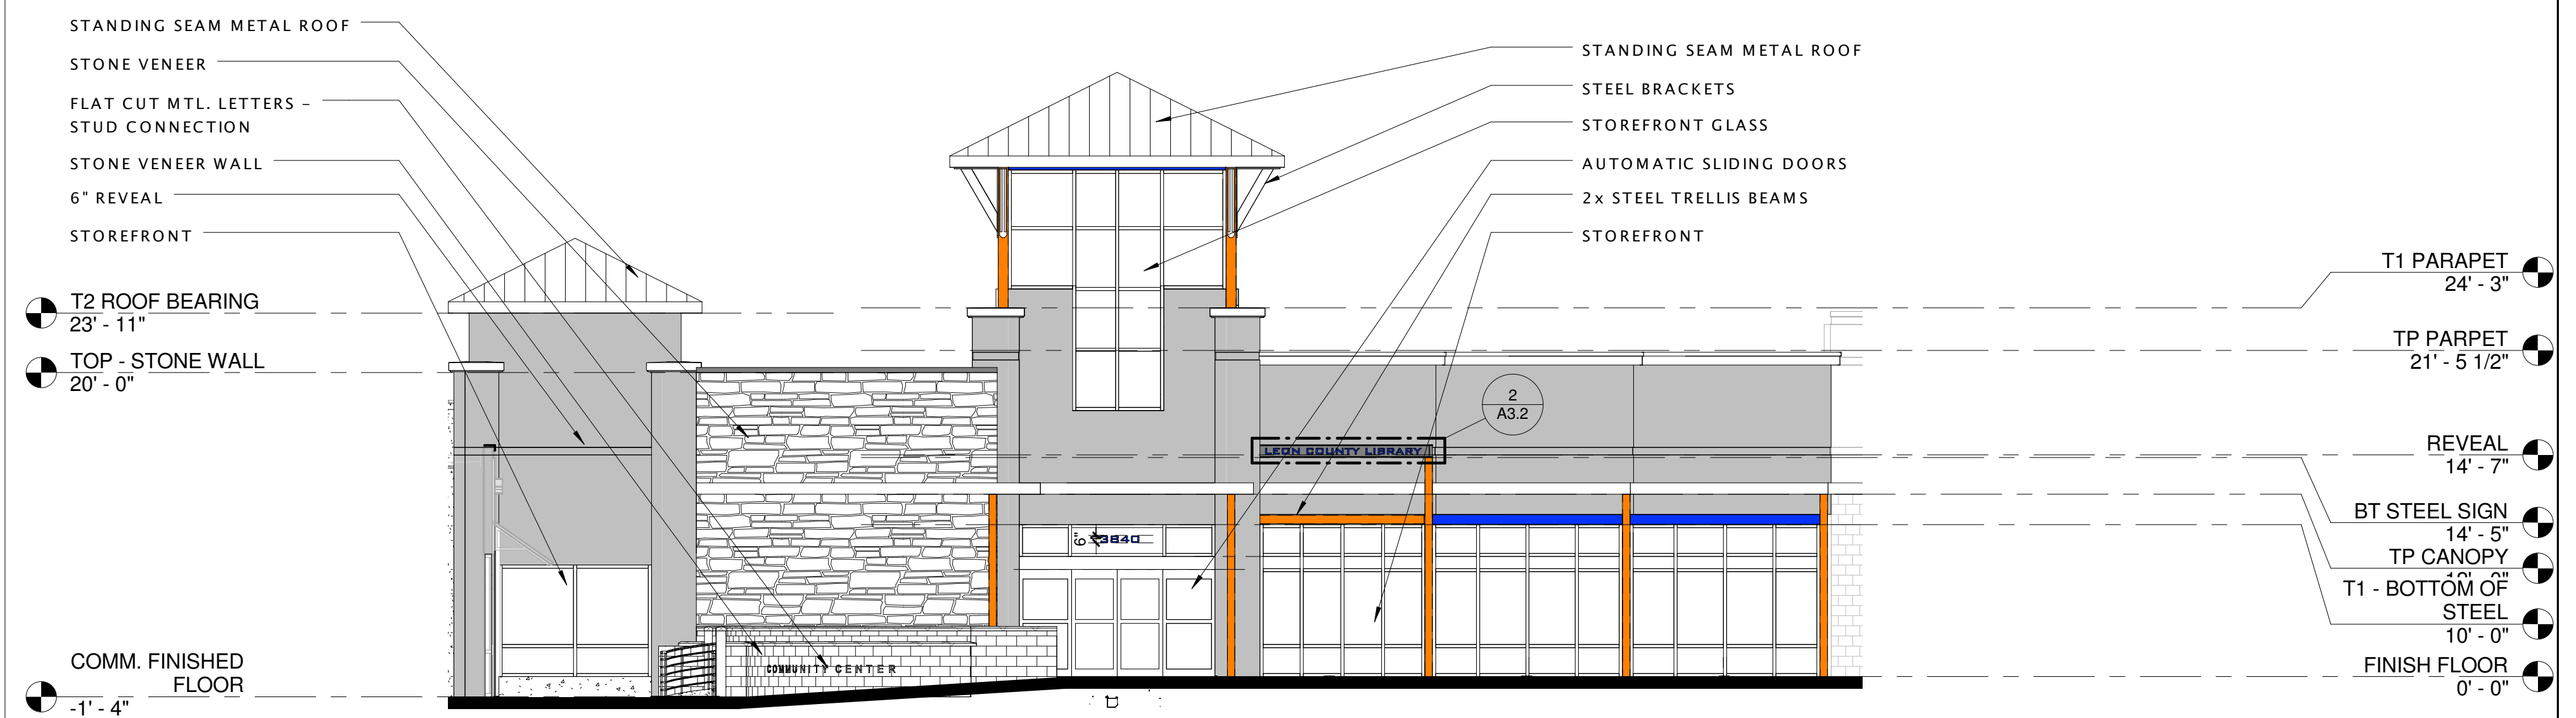 STANDING SEAM METAL ROOF
STONE VENEER
FLAT CUT MTL. LETTERS –
STUD CONNECTION
STONE VENEER WALL
6" REVEAL
STOREFRONT
T2 ROOF BEARING
23' - 11"
TOP - STONE WALL
20' - 0"
COMM. FINISHED
FLOOR
-1' - 4"
STANDING SEAM METAL ROOF
STEEL BRACKETS
STOREFRONT GLASS
AUTOMATIC SLIDING DOORS
2x STEEL TRELLIS BEAMS
STOREFRONT
2
A3.2
LEON COUNTY LIBRARY
6"
3840
COMMUNITY CENTER
T1 PARAPET
24' - 3"
TP PARPET
21' - 5 1/2"
REVEAL
14' - 7"
BT STEEL SIGN
14' - 5"
TP CANOPY
T1 - BOTTOM OF
STEEL
10' - 0"
FINISH FLOOR
0' - 0"